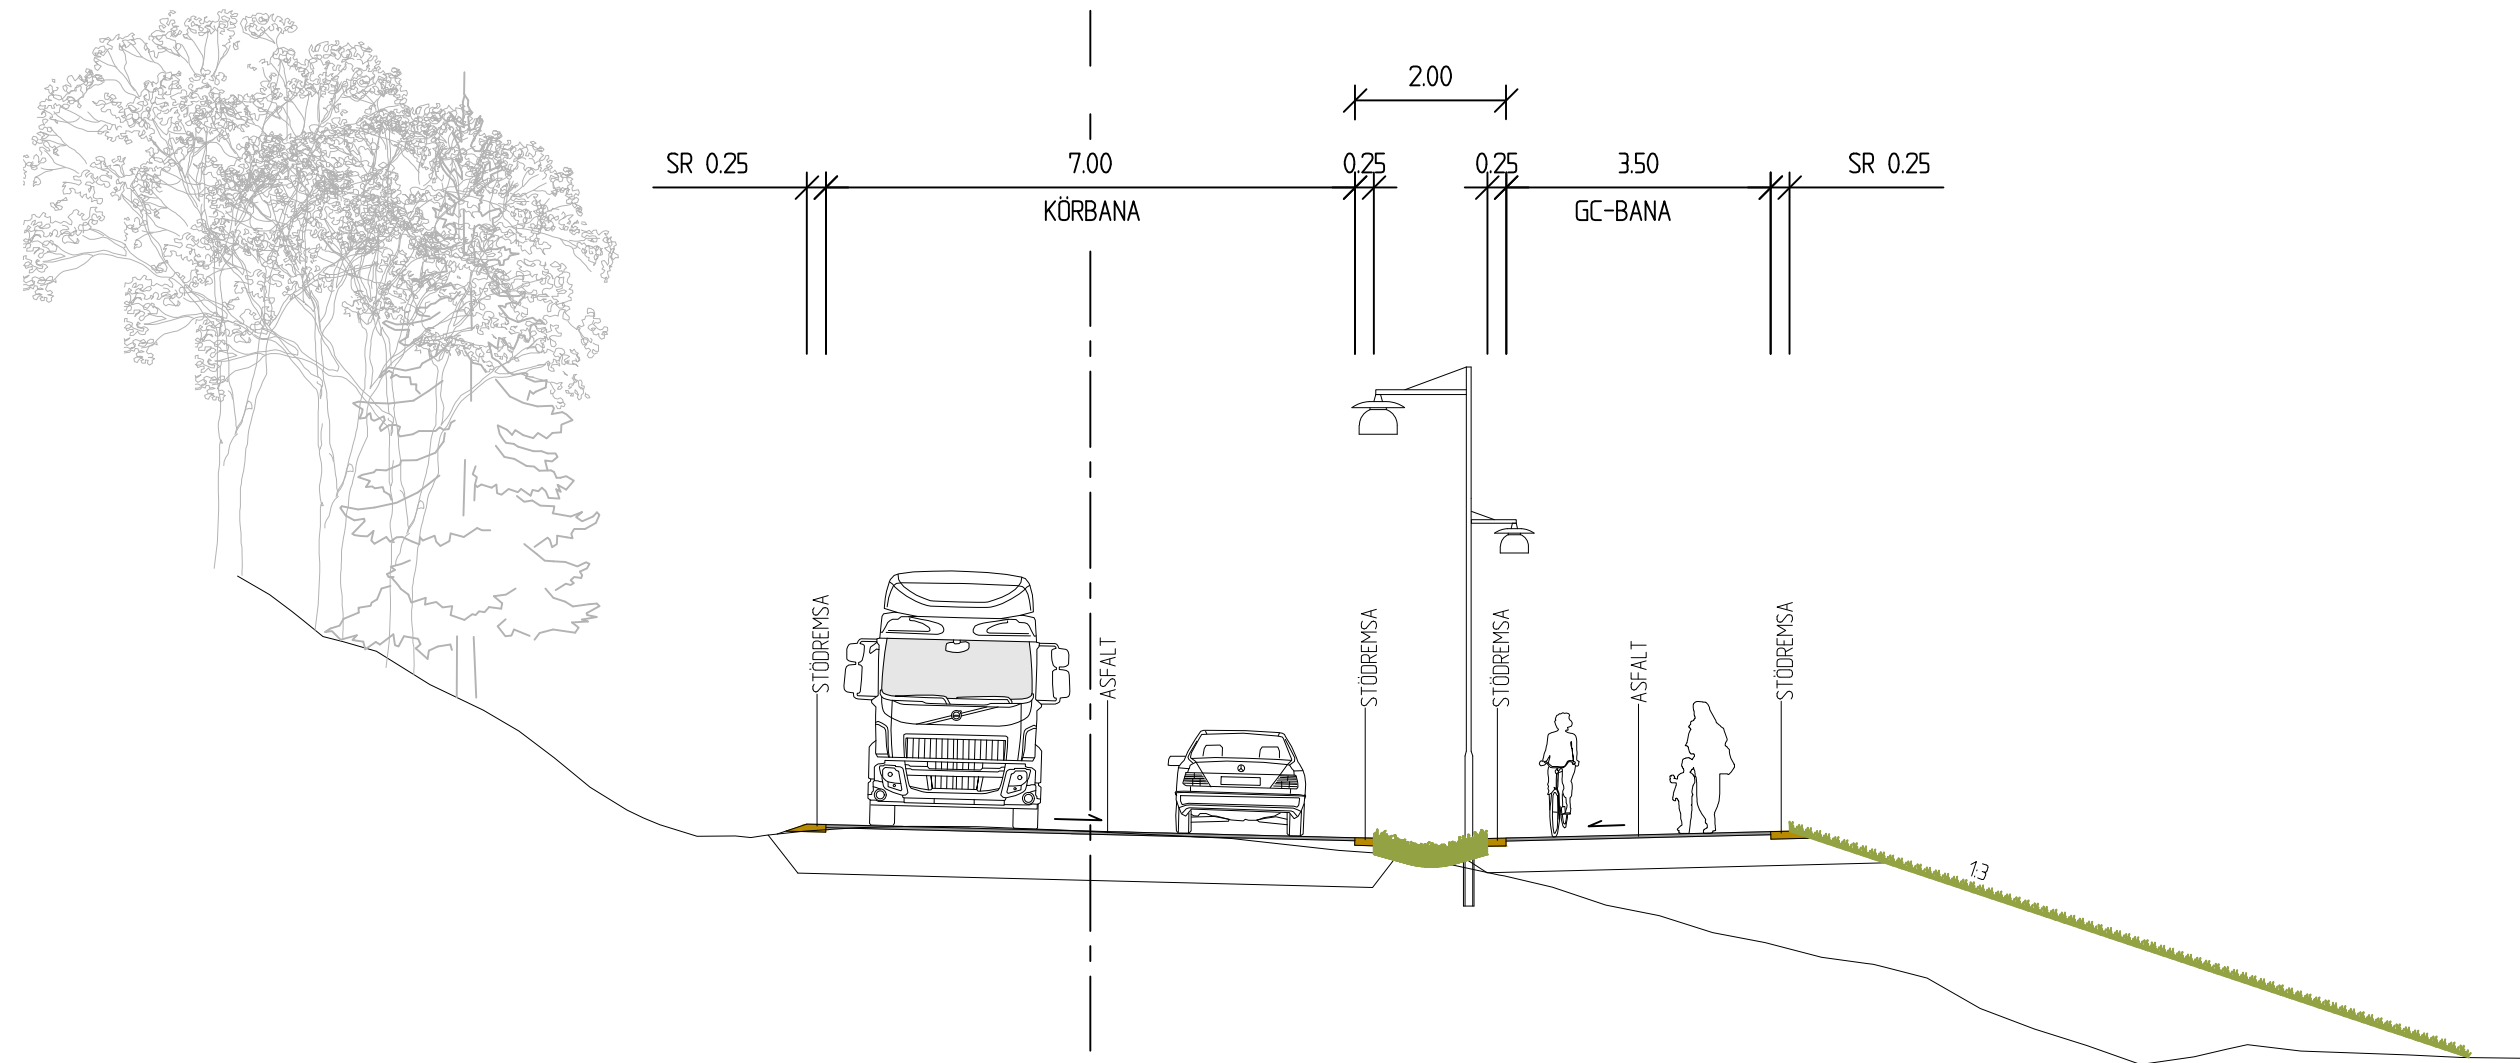 2.00
SR 0.25
7.00
0.25
0.25
3.50
SR 0.25
KÖRBANA
GC-BANA
STÖDREMSA
ASFALT
STÖDREMSA
STÖDREMSA
ASFALT
STÖDREMSA
1:3